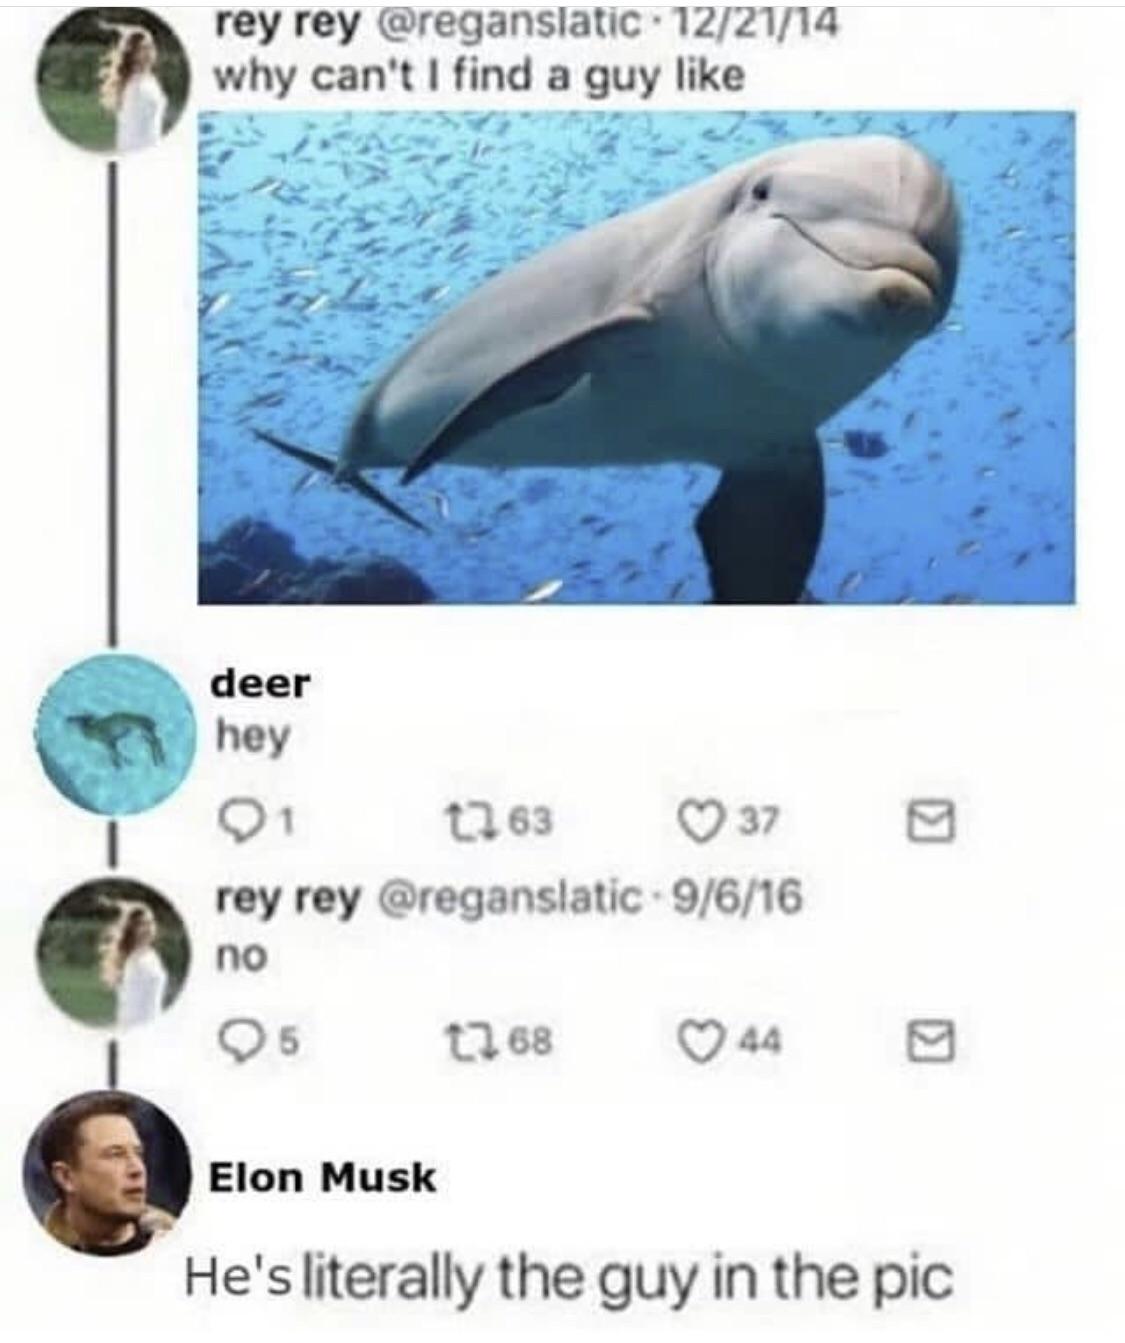 rey rey @reganslatic · 12/21/14
why can't I find a guy like
deer
hey
1 63 37
rey rey @reganslatic · 9/6/16
no
5 68 44
Elon Musk
He's literally the guy in the pic